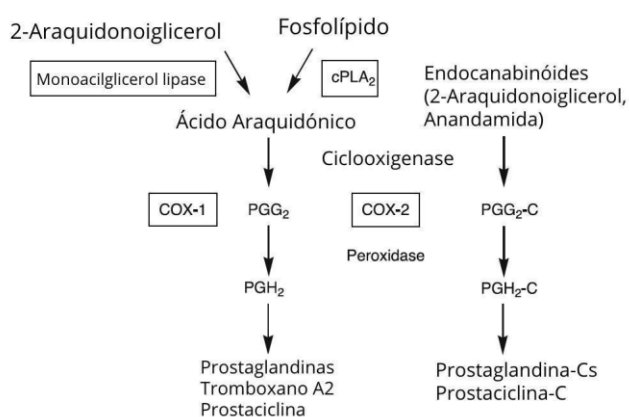 2-Araquidonoiglicerol
Fosfolípido
Monoacilglicerol lipase
cPLA₂
Endocanabinóides
(2-Araquidonoiglicerol,
Anandamida)
Ácido Araquidónico
Ciclooxigenase
COX-1
PGG₂
COX-2
PGG₂-C
Peroxidase
PGH₂
PGH₂-C
Prostaglandinas
Tromboxano A2
Prostaciclina
Prostaglandina-Cs
Prostaciclina-C